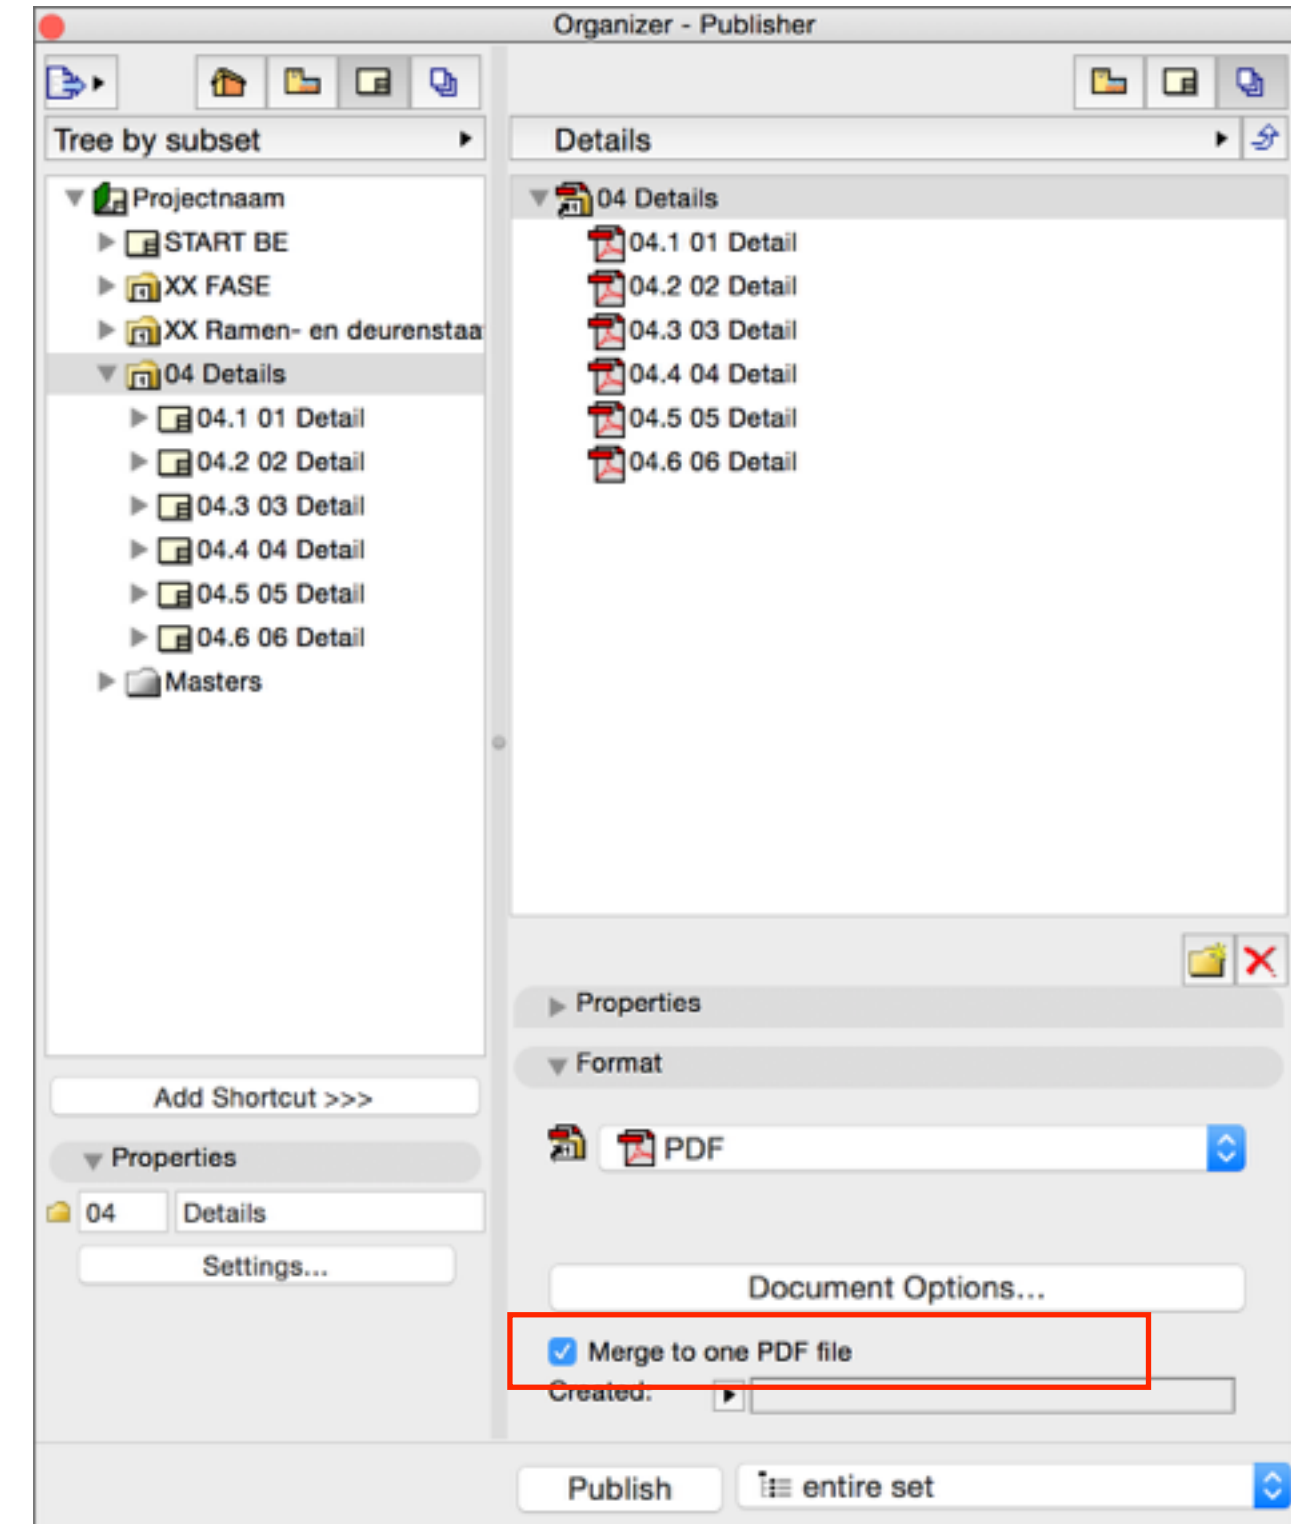 Organizer - Publisher
Tree by subset
Projectnaam
START BE
XX FASE
XX Ramen- en deurenstaa
04 Details
04.1 01 Detail
04.2 02 Detail
04.3 03 Detail
04.4 04 Detail
04.5 05 Detail
04.6 06 Detail
Masters
Add Shortcut >>>
Properties
04 Details
Settings...
Details
04 Details
04.1 01 Detail
04.2 02 Detail
04.3 03 Detail
04.4 04 Detail
04.5 05 Detail
04.6 06 Detail
Properties
Format
PDF
Document Options...
Merge to one PDF file
Created:
Publish
entire set